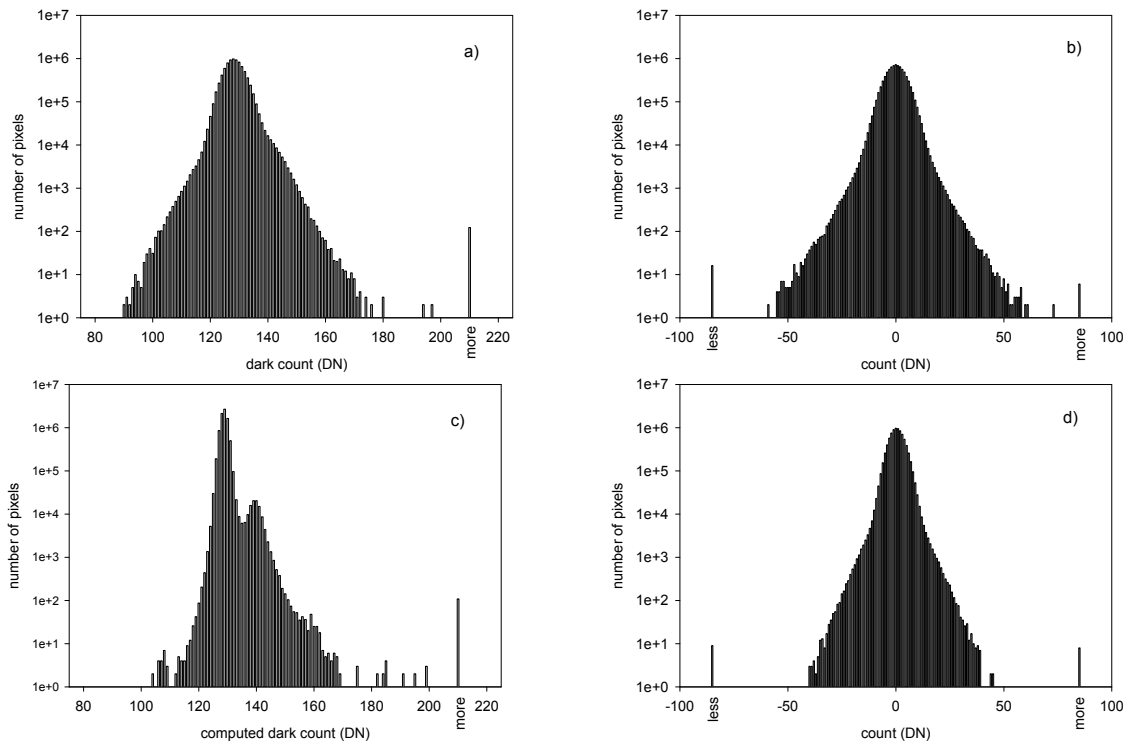 1e+7
1e+6
1e+5
1e+4
1e+3
1e+2
1e+1
1e+0
number of pixels
a)
80 100 120 140 160 180 200 220
more
dark count (DN)
1e+7
1e+6
1e+5
1e+4
1e+3
1e+2
1e+1
1e+0
number of pixels
b)
-100 -50 0 50 100
less
more
count (DN)
1e+7
1e+6
1e+5
1e+4
1e+3
1e+2
1e+1
1e+0
number of pixels
c)
80 100 120 140 160 180 200 220
more
computed dark count (DN)
1e+7
1e+6
1e+5
1e+4
1e+3
1e+2
1e+1
1e+0
number of pixels
d)
-100 -50 0 50 100
less
more
count (DN)